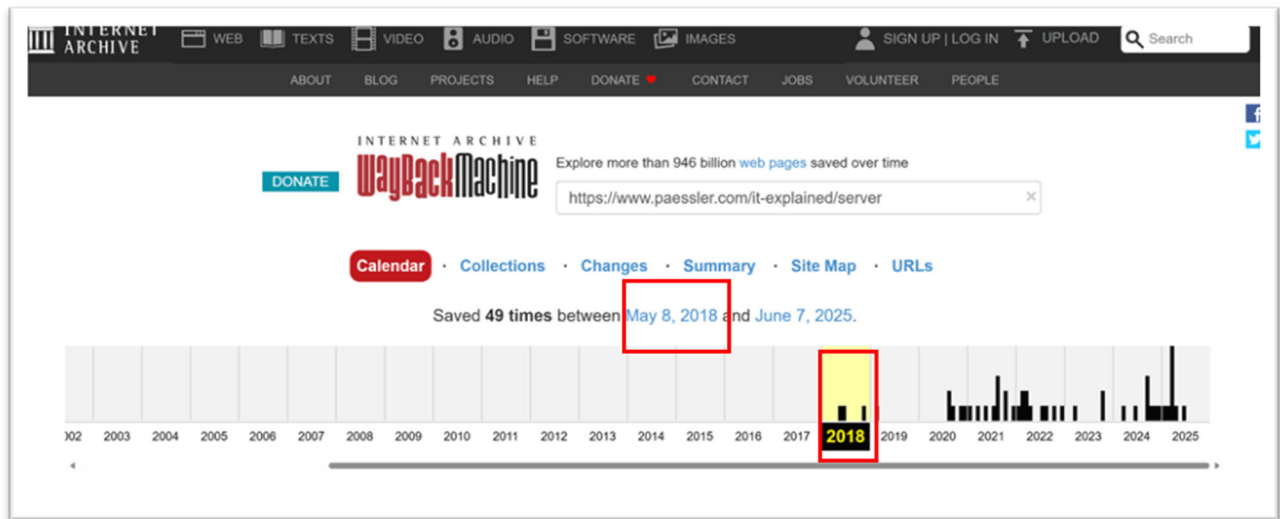 INTERNET
ARCHIVE
WEB TEXTS VIDEO AUDIO SOFTWARE IMAGES SIGN UP | LOG IN UPLOAD Search
ABOUT BLOG PROJECTS HELP DONATE CONTACT JOBS VOLUNTEER PEOPLE
DONATE
INTERNET ARCHIVE
WayBackMachine
Explore more than 946 billion web pages saved over time
https://www.paessler.com/it-explained/server ×
Calendar · Collections · Changes · Summary · Site Map · URLs
Saved 49 times between May 8, 2018 and June 7, 2025.
002 2003 2004 2005 2006 2007 2008 2009 2010 2011 2012 2013 2014 2015 2016 2017 2018 2019 2020 2021 2022 2023 2024 2025